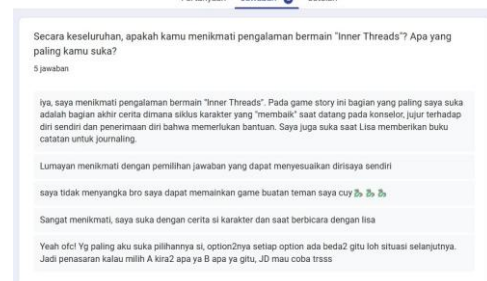 Secara keseluruhan, apakah kamu menikmati pengalaman bermain "Inner Threads"? Apa yang
paling kamu suka?
5 jawaban
iya, saya menikmati pengalaman bermain "Inner Threads". Pada game story ini bagian yang paling saya suka
adalah bagian akhir cerita dimana siklus karakter yang "membaik" saat datang pada konselor, jujur terhadap
diri sendiri dan penerimaan diri bahwa memerlukan bantuan. Saya juga suka saat Lisa memberikan buku
catatan untuk journaling.
Lumayan menikmati dengan pemilihan jawaban yang dapat menyesuaikan dirisaya sendiri
saya tidak menyangka bro saya dapat memainkan game buatan teman saya cuy
Sangat menikmati, saya suka dengan cerita si karakter dan saat berbicara dengan lisa
Yeah ofc! Yg paling aku suka pilihannya si, option2nya setiap option ada beda2 gitu loh situasi selanjutnya.
Jadi penasaran kalau milih A kira2 apa ya B apa ya gitu, JD mau coba trsss